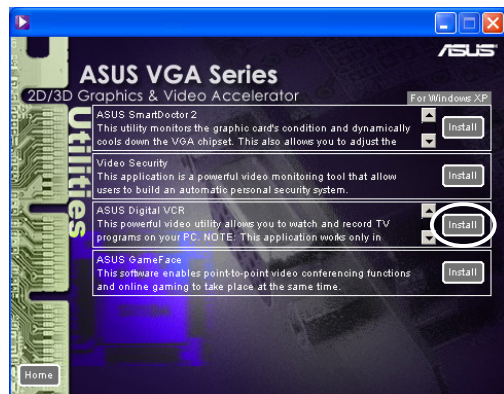 ASUS
ASUS VGA Series
2D/3D Graphics & Video Accelerator
For Windows XP
Utilities
ASUS SmartDoctor 2
This utility monitors the graphic card's condition and dynamically
cools down the VGA chipset. This also allows you to adjust the
Install
Video Security
This application is a powerful video monitoring tool that allow
users to build an automatic personal security system.
Install
ASUS Digital VCR
This powerful video utility allows you to watch and record TV
programs on your PC. NOTE: This application works only in
Install
ASUS GameFace
This software enables point-to-point video conferencing functions
and online gaming to take place at the same time.
Install
Home